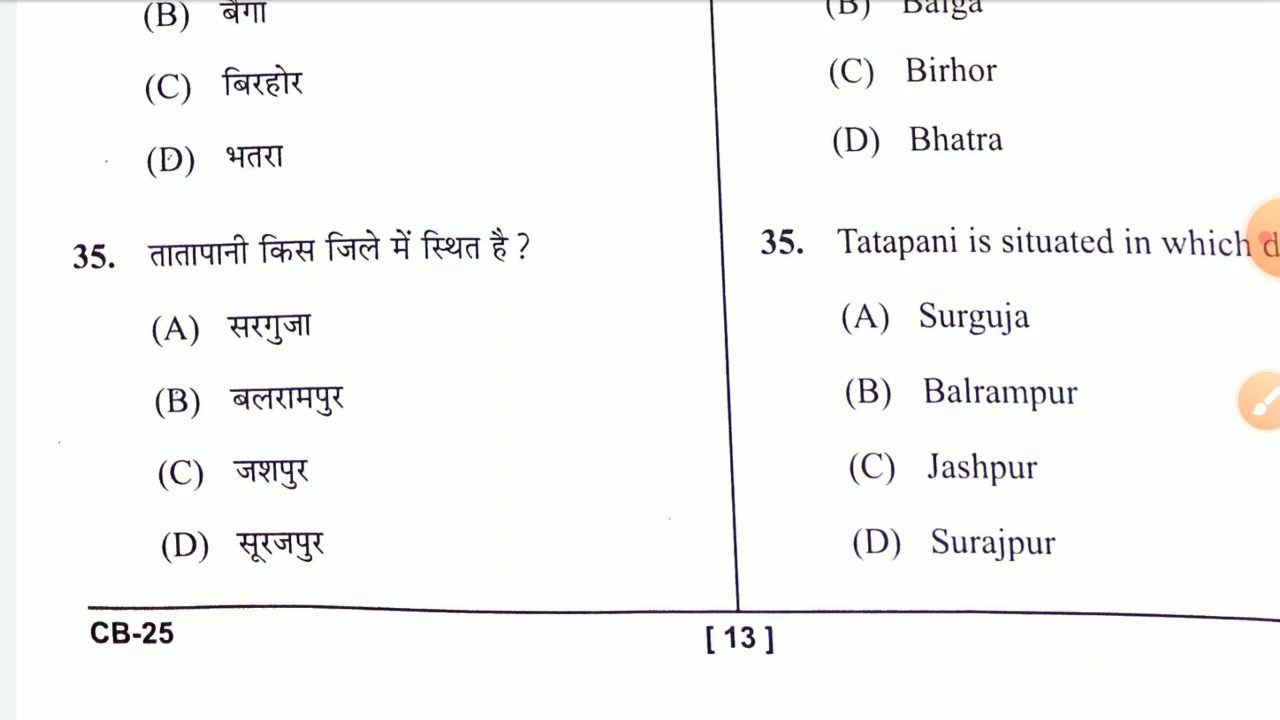 (B) बैगा
(C) बिरहोर
(D) भतरा
35. तातापानी किस जिले में स्थित है ?
(A) सरगुजा
(B) बलरामपुर
(C) जशपुर
(D) सूरजपुर
(B) Baiga
(C) Birhor
(D) Bhatra
35. Tatapani is situated in which d
(A) Surguja
(B) Balrampur
(C) Jashpur
(D) Surajpur
CB-25
[ 13 ]